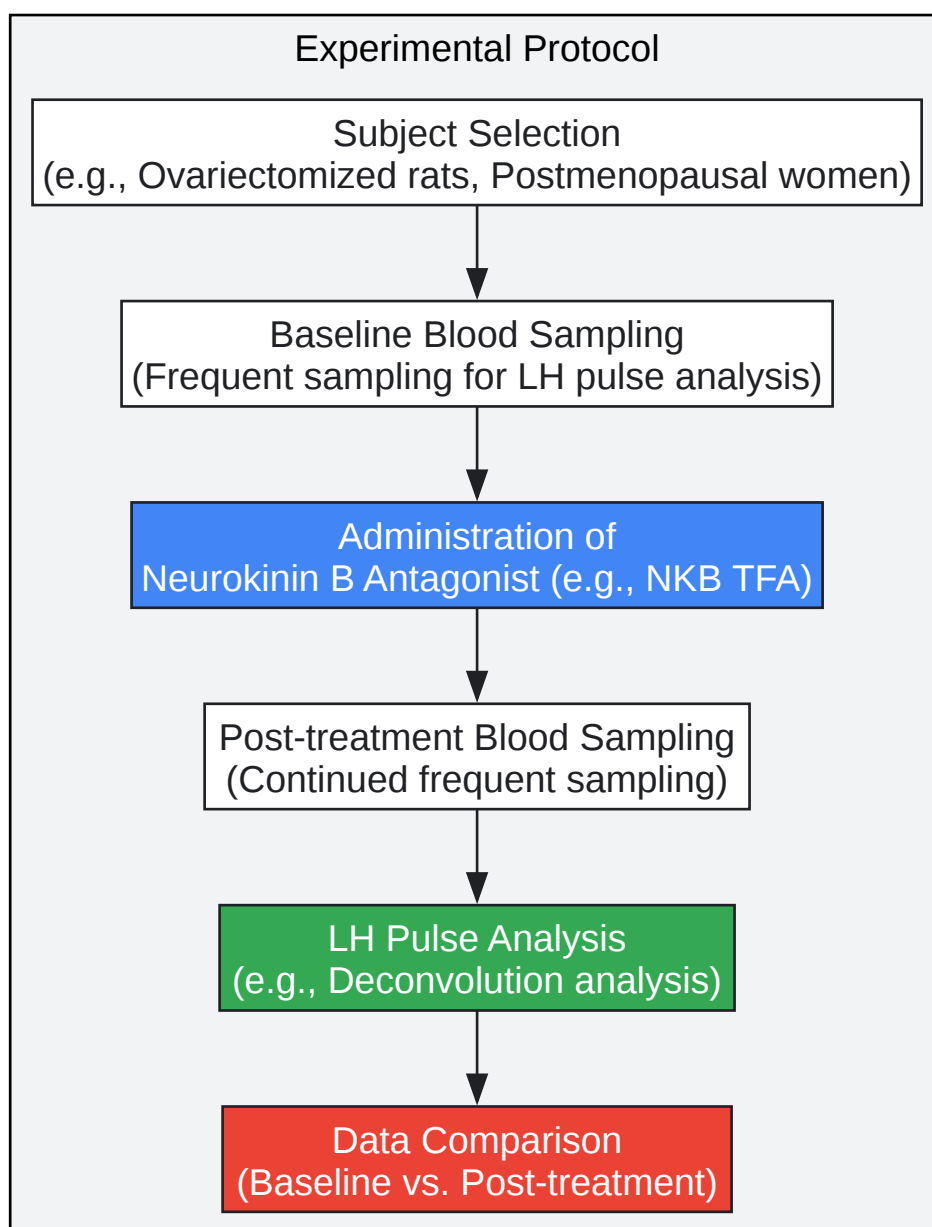 Experimental Protocol
Subject Selection
(e.g., Ovariectomized rats, Postmenopausal women)
Baseline Blood Sampling
(Frequent sampling for LH pulse analysis)
Administration of
Neurokinin B Antagonist (e.g., NKB TFA)
Post-treatment Blood Sampling
(Continued frequent sampling)
LH Pulse Analysis
(e.g., Deconvolution analysis)
Data Comparison
(Baseline vs. Post-treatment)